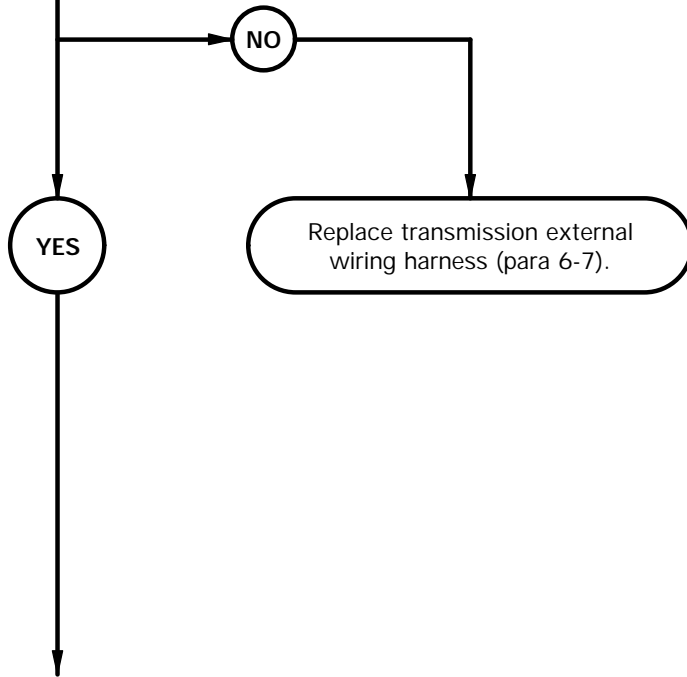 NO
YES
Replace transmission external
wiring harness (para 6-7).